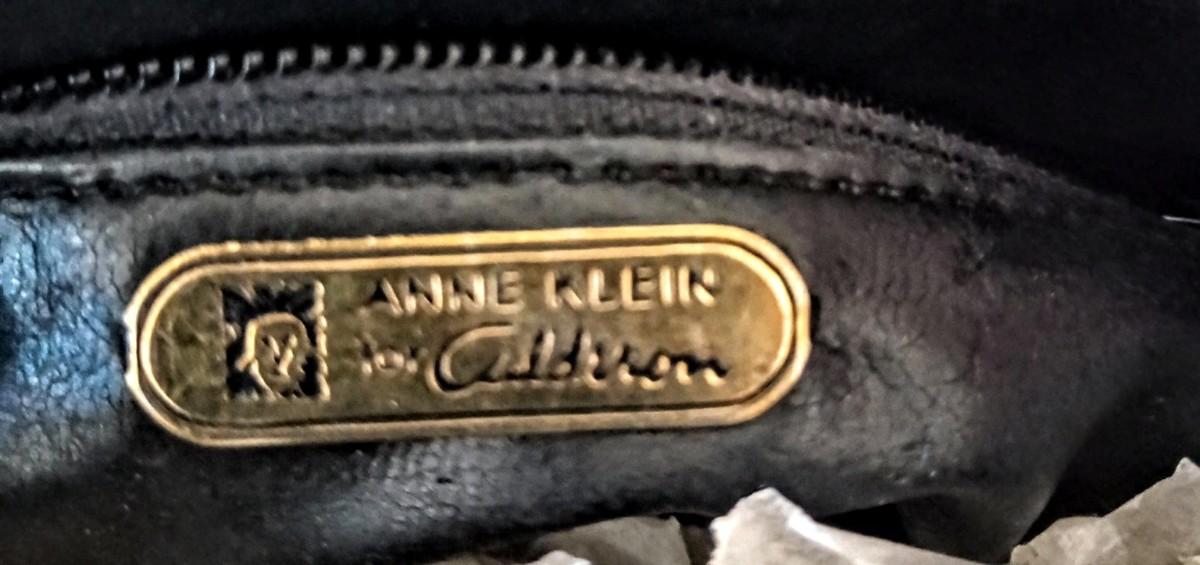 ANNE KLEIN
for Calderon